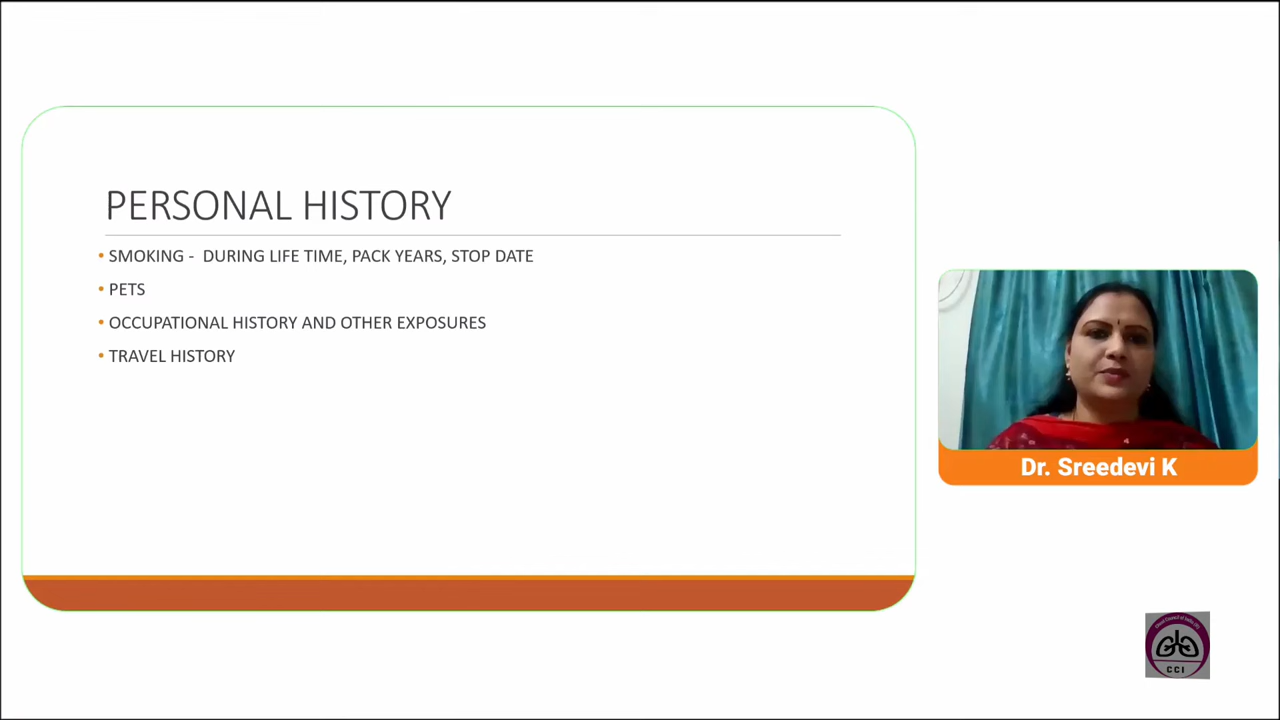 PERSONAL HISTORY
• SMOKING - DURING LIFE TIME, PACK YEARS, STOP DATE
• PETS
• OCCUPATIONAL HISTORY AND OTHER EXPOSURES
• TRAVEL HISTORY
Dr. Sreedevi K
CCI